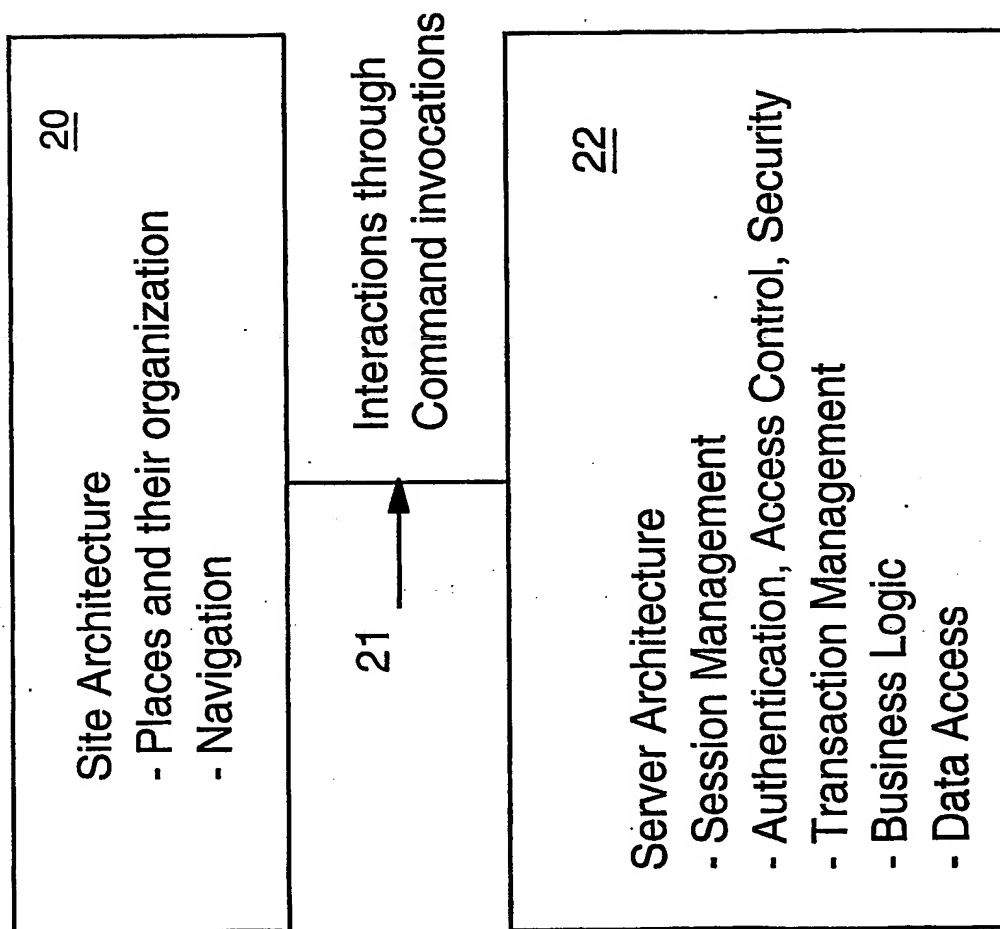 Site Architecture
- Places and their organization
- Navigation
20
21
Interactions through
Command invocations
Server Architecture
- Session Management
- Authentication, Access Control, Security
- Transaction Management
- Business Logic
- Data Access
22